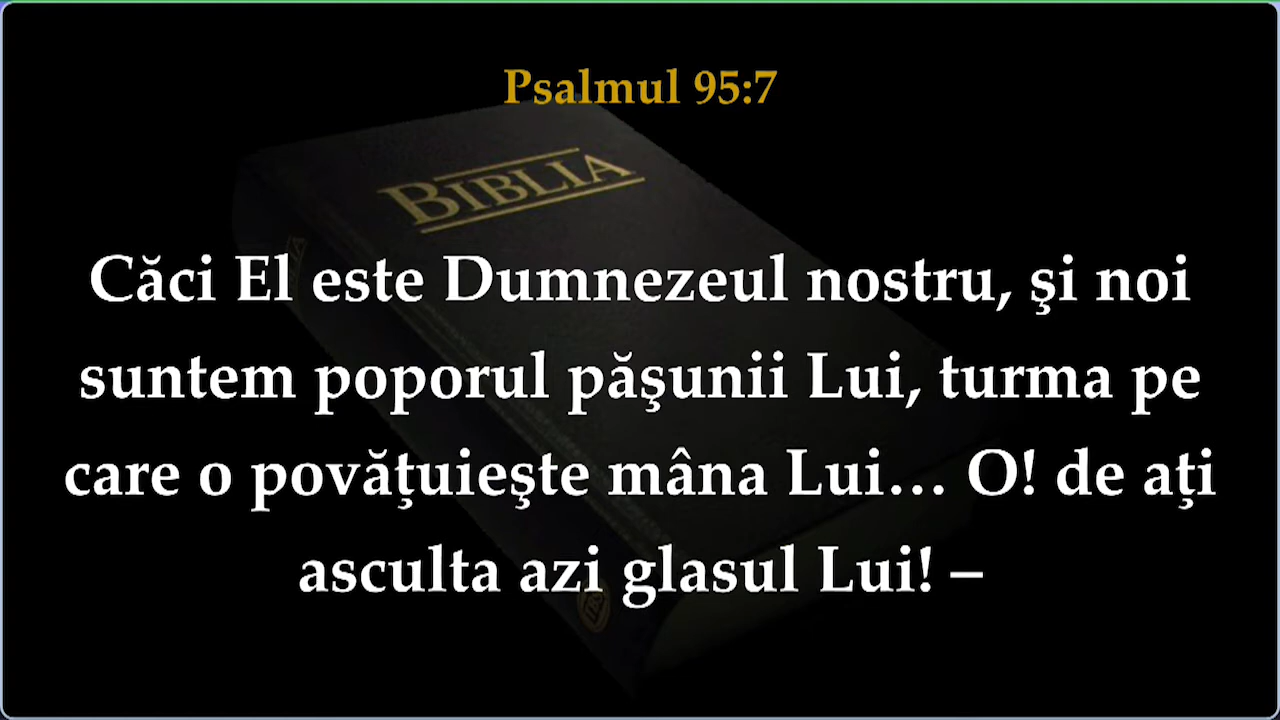 Psalmul 95:7
BIBLIA
Căci El este Dumnezeul nostru, şi noi
suntem poporul păşunii Lui, turma pe
care o povăţuieşte mâna Lui… O! de aţi
asculta azi glasul Lui! –